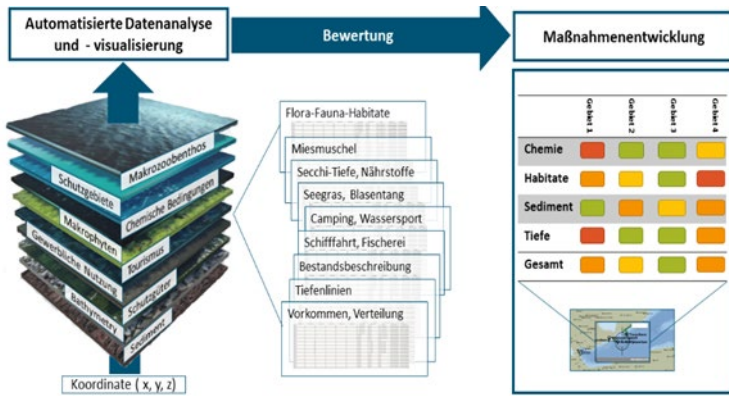 Automatisierte Datenanalyse
und - visualisierung
Bewertung
Maßnahmenentwicklung
Makrozoobenthos
Schutzgebiete
Chemische Bedingungen
Makrophyten
Tourismus
Gewerbliche Nutzung
Schutzgüter
Bathymetry
Sediment
Koordinate ( x, y, z)
Flora-Fauna-Habitate
Miesmuschel
Secchi-Tiefe, Nährstoffe
Seegras, Blasentang
Camping, Wassersport
Schifffahrt, Fischerei
Bestandsbeschreibung
Tiefenlinien
Vorkommen, Verteilung
Gebiet 1
Gebiet 2
Gebiet 3
Gebiet 4
Chemie
Habitate
Sediment
Tiefe
Gesamt